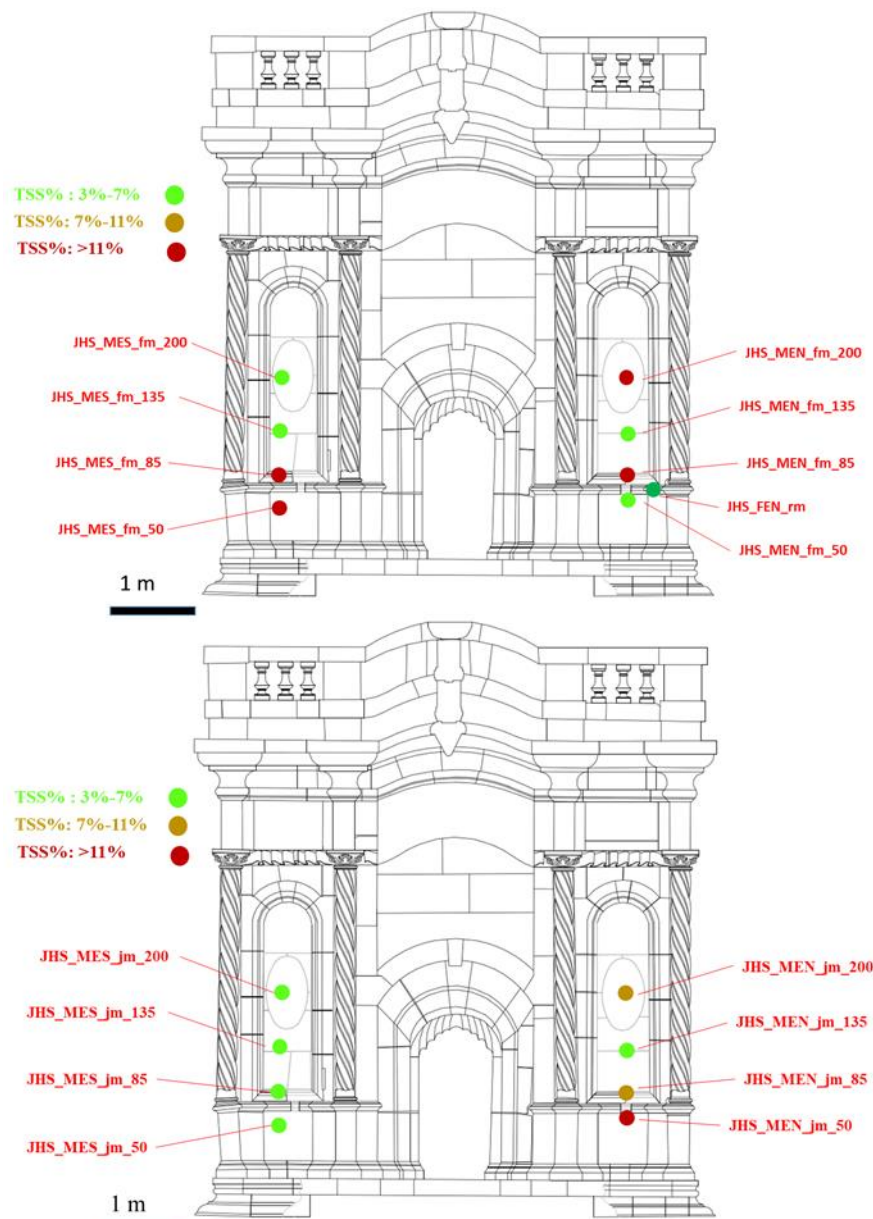 TSS% : 3%-7%
TSS%: 7%-11%
TSS%: >11%
JHS_MES_fm_200
JHS_MES_fm_135
JHS_MES_fm_85
JHS_MES_fm_50
JHS_MEN_fm_200
JHS_MEN_fm_135
JHS_MEN_fm_85
JHS_FEN_rm
JHS_MEN_fm_50
1 m
TSS% : 3%-7%
TSS%: 7%-11%
TSS%: >11%
JHS_MES_jm_200
JHS_MES_jm_135
JHS_MES_jm_85
JHS_MES_jm_50
JHS_MEN_jm_200
JHS_MEN_jm_135
JHS_MEN_jm_85
JHS_MEN_jm_50
1 m